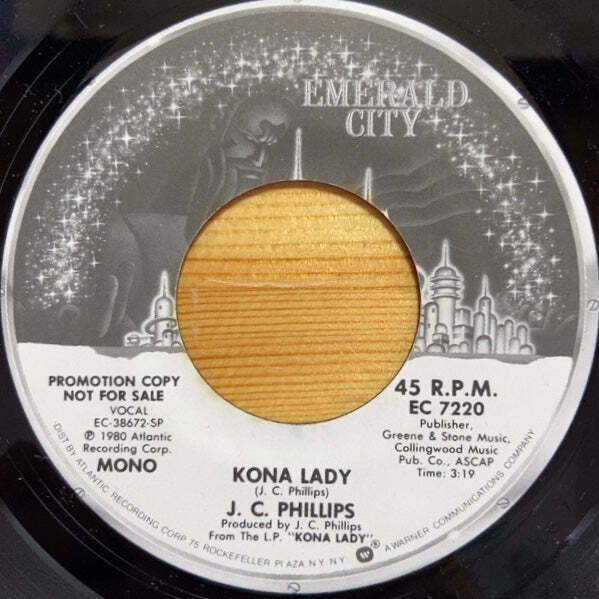 EMERALD
CITY
PROMOTION COPY
NOT FOR SALE
VOCAL
EC-38672-SP
℗ 1980 Atlantic
Recording Corp.
MONO
45 R.P.M.
EC 7220
Publisher,
Greene & Stone Music,
Collingwood Music
Pub. Co., ASCAP
Time: 3:19
KONA LADY
(J. C. Phillips)
J. C. PHILLIPS
Produced by J. C. Phillips
From The L.P. "KONA LADY"
DIST BY ATLANTIC RECORDING CORP 75 ROCKEFELLER PLAZA. N.Y. N.Y. W A WARNER COMMUNICATIONS COMPANY